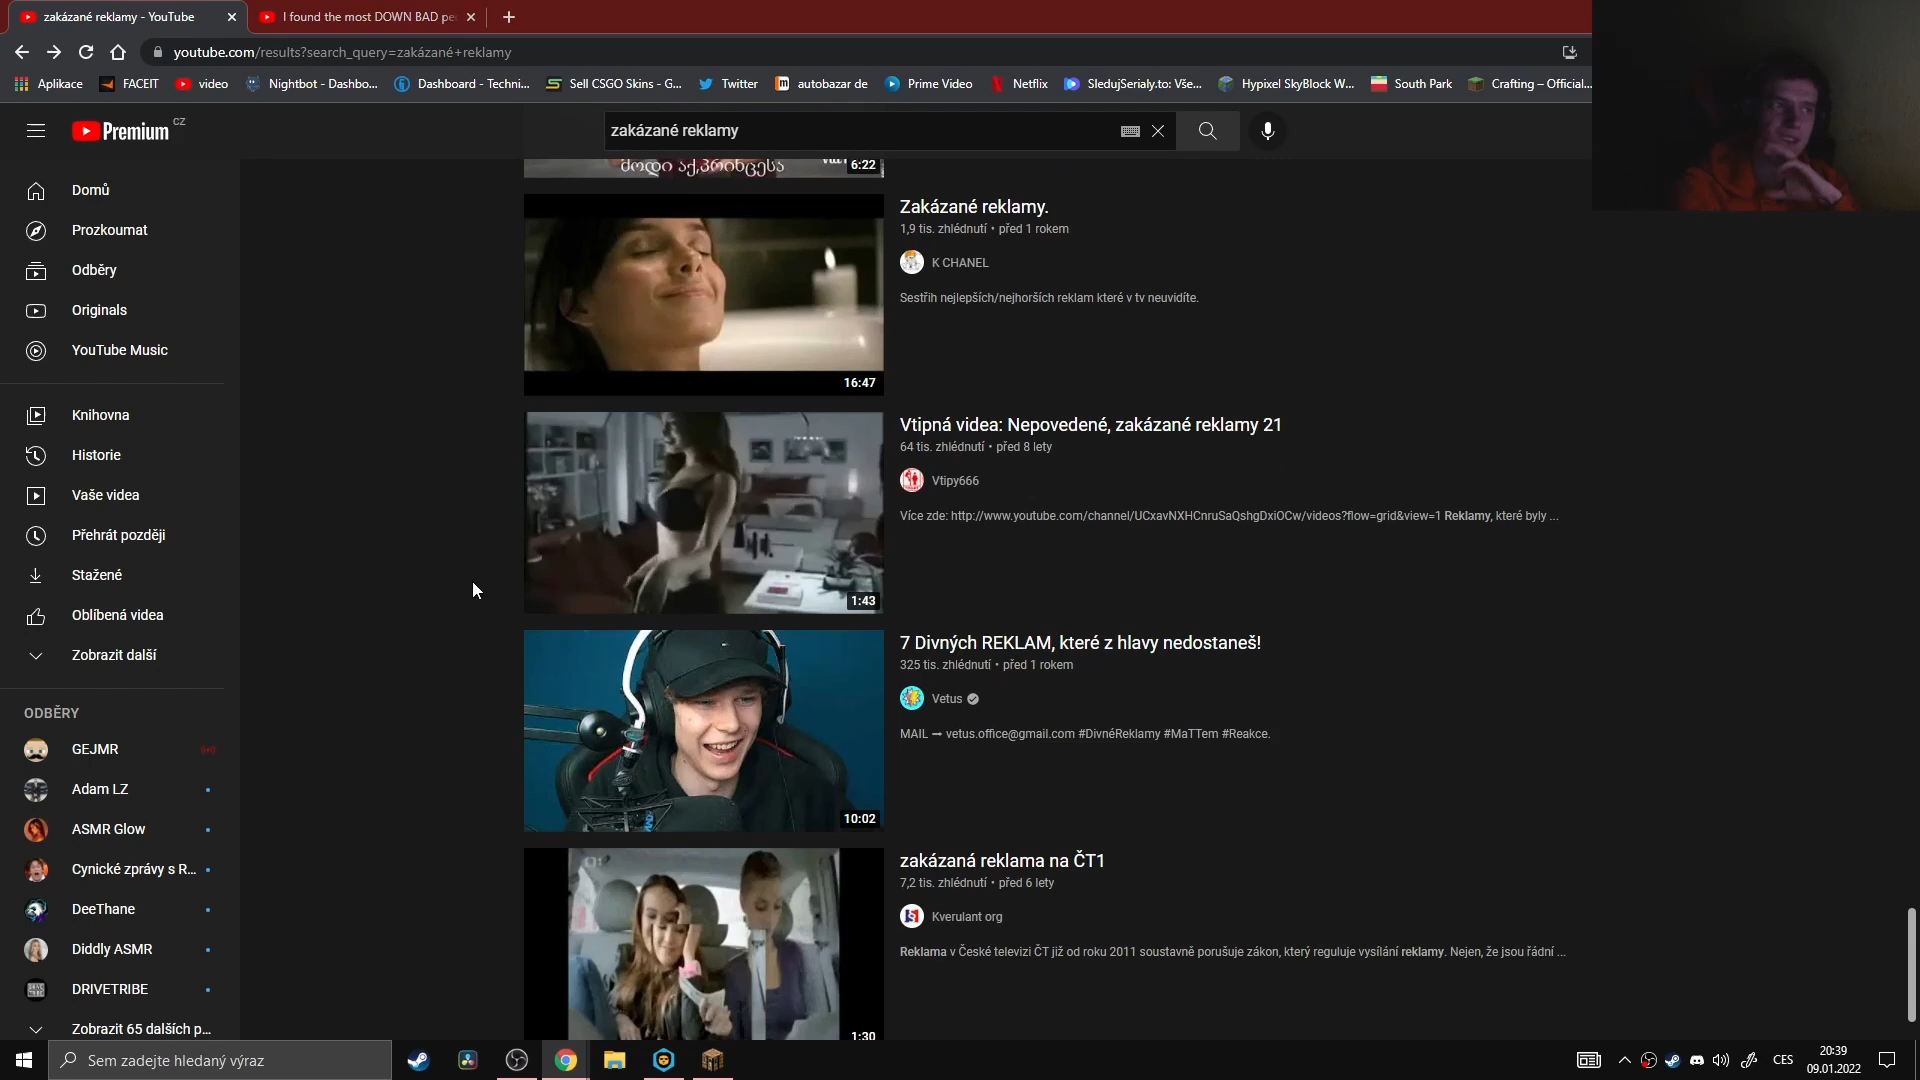 zakázané reklamy - YouTube
I found the most DOWN BAD pe
youtube.com/results?search_query=zakázané+reklamy
Aplikace
FACEIT
video
Nightbot - Dashbo...
Dashboard - Techni...
Sell CSGO Skins - G...
Twitter
autobazar de
Prime Video
Netflix
SledujSerialy.to: Vše...
Hypixel SkyBlock W...
South Park
Crafting – Official...
Premium CZ
zakázané reklamy
მოდი აქ,პრინცესა
6:22
Domů
Prozkoumat
Odběry
Originals
YouTube Music
Knihovna
Historie
Vaše videa
Přehrát později
Stažené
Oblíbená videa
Zobrazit další
ODBĚRY
GEJMR
Adam LZ
ASMR Glow
Cynické zprávy s R...
DeeThane
Diddly ASMR
DRIVETRIBE
Zobrazit 65 dalších p...
Zakázané reklamy.
1,9 tis. zhlédnutí • před 1 rokem
K CHANEL
Sestřih nejlepších/nejhorších reklam které v tv neuvidíte.
16:47
Vtipná videa: Nepovedené, zakázané reklamy 21
64 tis. zhlédnutí • před 8 lety
Vtipy666
Více zde: http://www.youtube.com/channel/UCxavNXHCnruSaQshgDxiOCw/videos?flow=grid&view=1 Reklamy, které byly ...
1:43
7 Divných REKLAM, které z hlavy nedostaneš!
325 tis. zhlédnutí • před 1 rokem
Vetus
MAIL → vetus.office@gmail.com #DivnéReklamy #MaTTem #Reakce.
10:02
zakázaná reklama na ČT1
7,2 tis. zhlédnutí • před 6 lety
Kverulant org
Reklama v České televizi ČT již od roku 2011 soustavně porušuje zákon, který reguluje vysílání reklamy. Nejen, že jsou řádní ...
1:30
Sem zadejte hledaný výraz
CES
20:39
09.01.2022